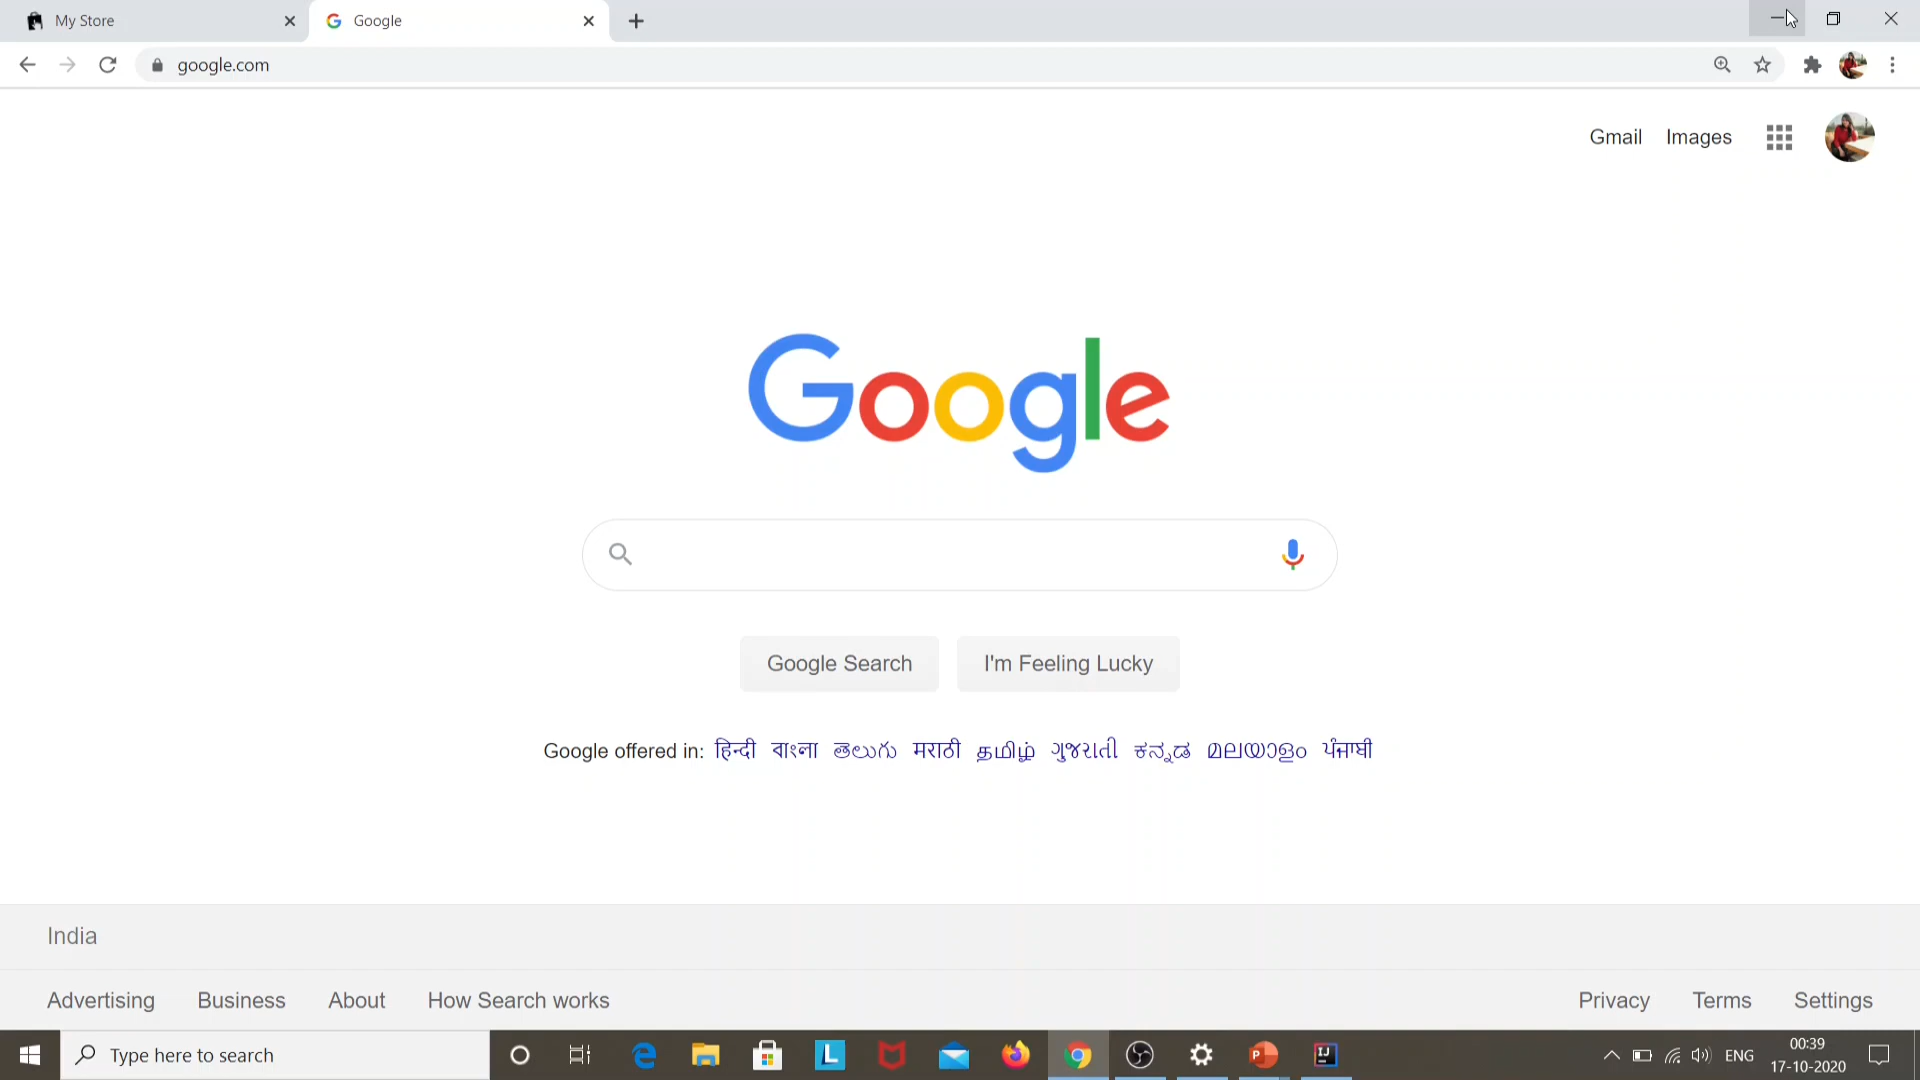 My Store
Google
google.com
Gmail Images
Google
Google Search I'm Feeling Lucky
Google offered in: हिन्दी বাংলা తెలుగు मराठी தமிழ் ગુજરાતી ಕನ್ನಡ മലയാളം ਪੰਜਾਬੀ
India
Advertising Business About How Search works Privacy Terms Settings
Type here to search
ENG
00:39
17-10-2020